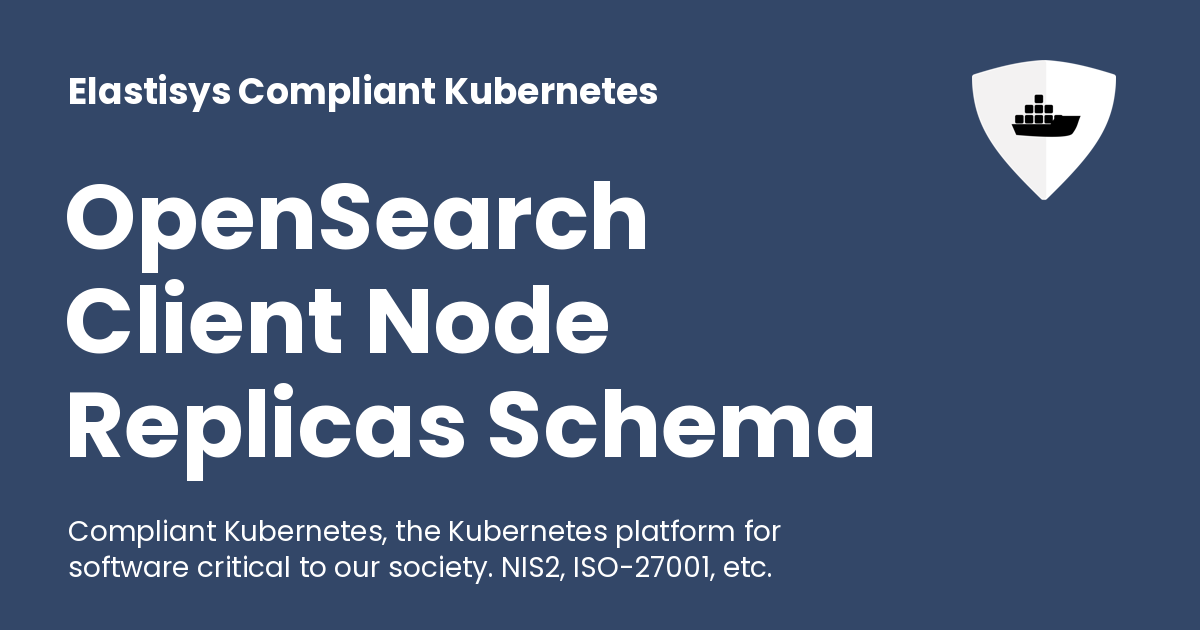 Elastisys Compliant Kubernetes
OpenSearch
Client Node
Replicas Schema
Compliant Kubernetes, the Kubernetes platform for
software critical to our society. NIS2, ISO-27001, etc.